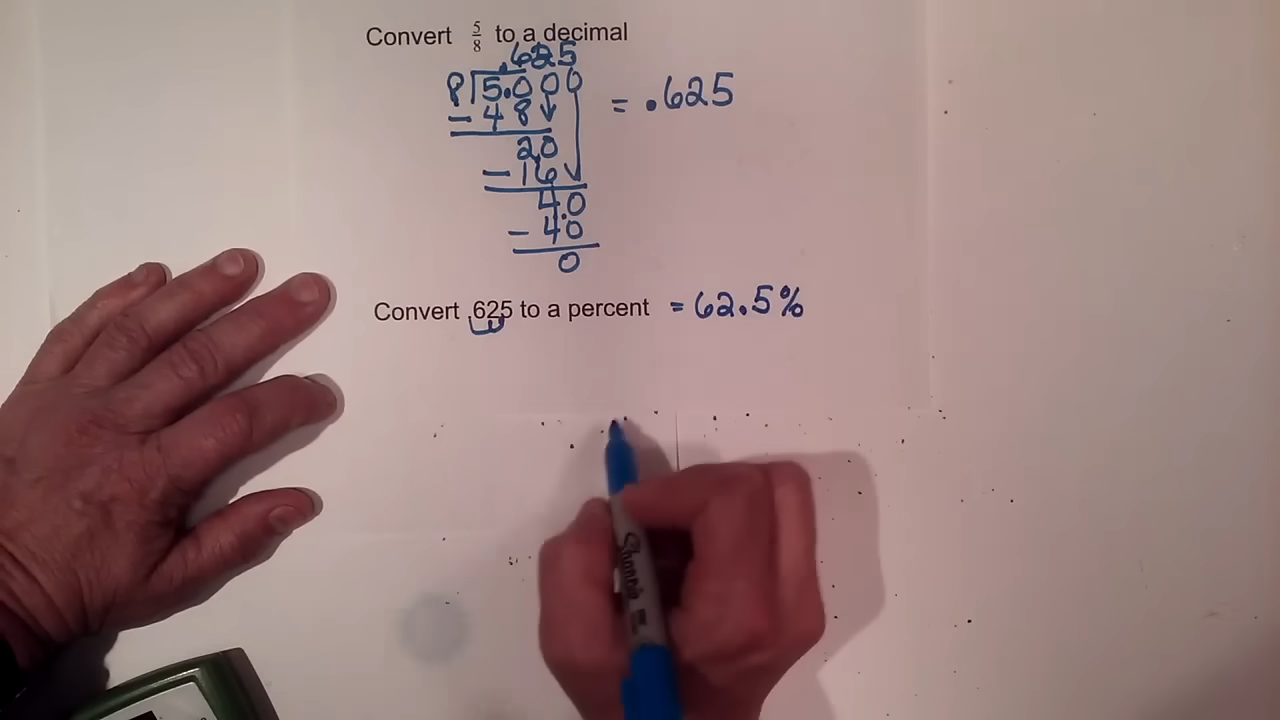 Convert 5/8 to a decimal
.625
8 5.000 = .625
- 48
20
- 16
40
- 40
0
Convert .625 to a percent = 62.5%
Sharpie